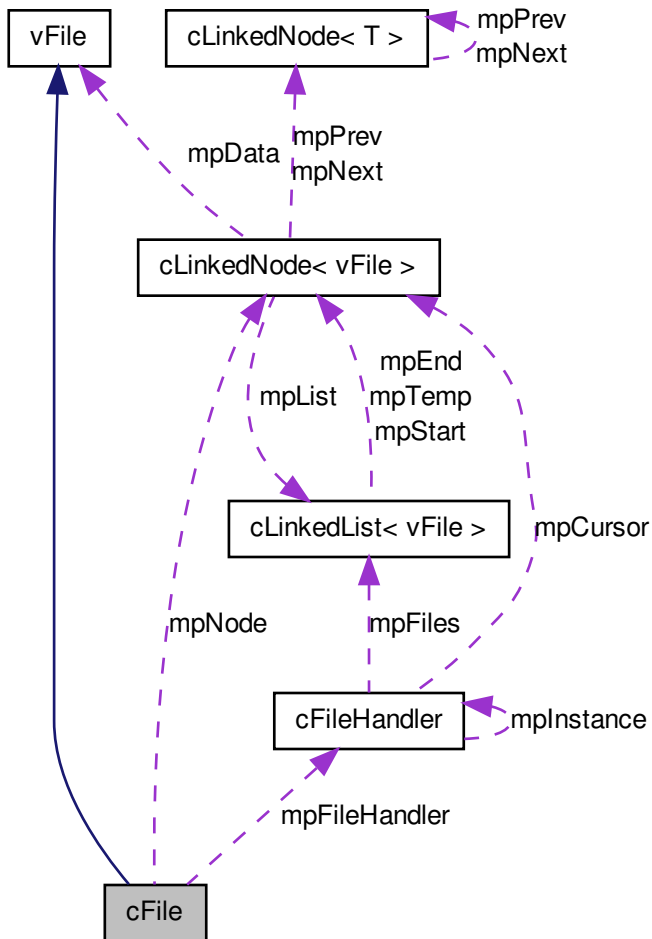 vFile
cLinkedNode< T >
mpPrev
mpNext
mpData
mpPrev
mpNext
cLinkedNode< vFile >
mpList
mpEnd
mpTemp
mpStart
cLinkedList< vFile >
mpCursor
mpNode
mpFiles
cFileHandler
mpInstance
mpFileHandler
cFile